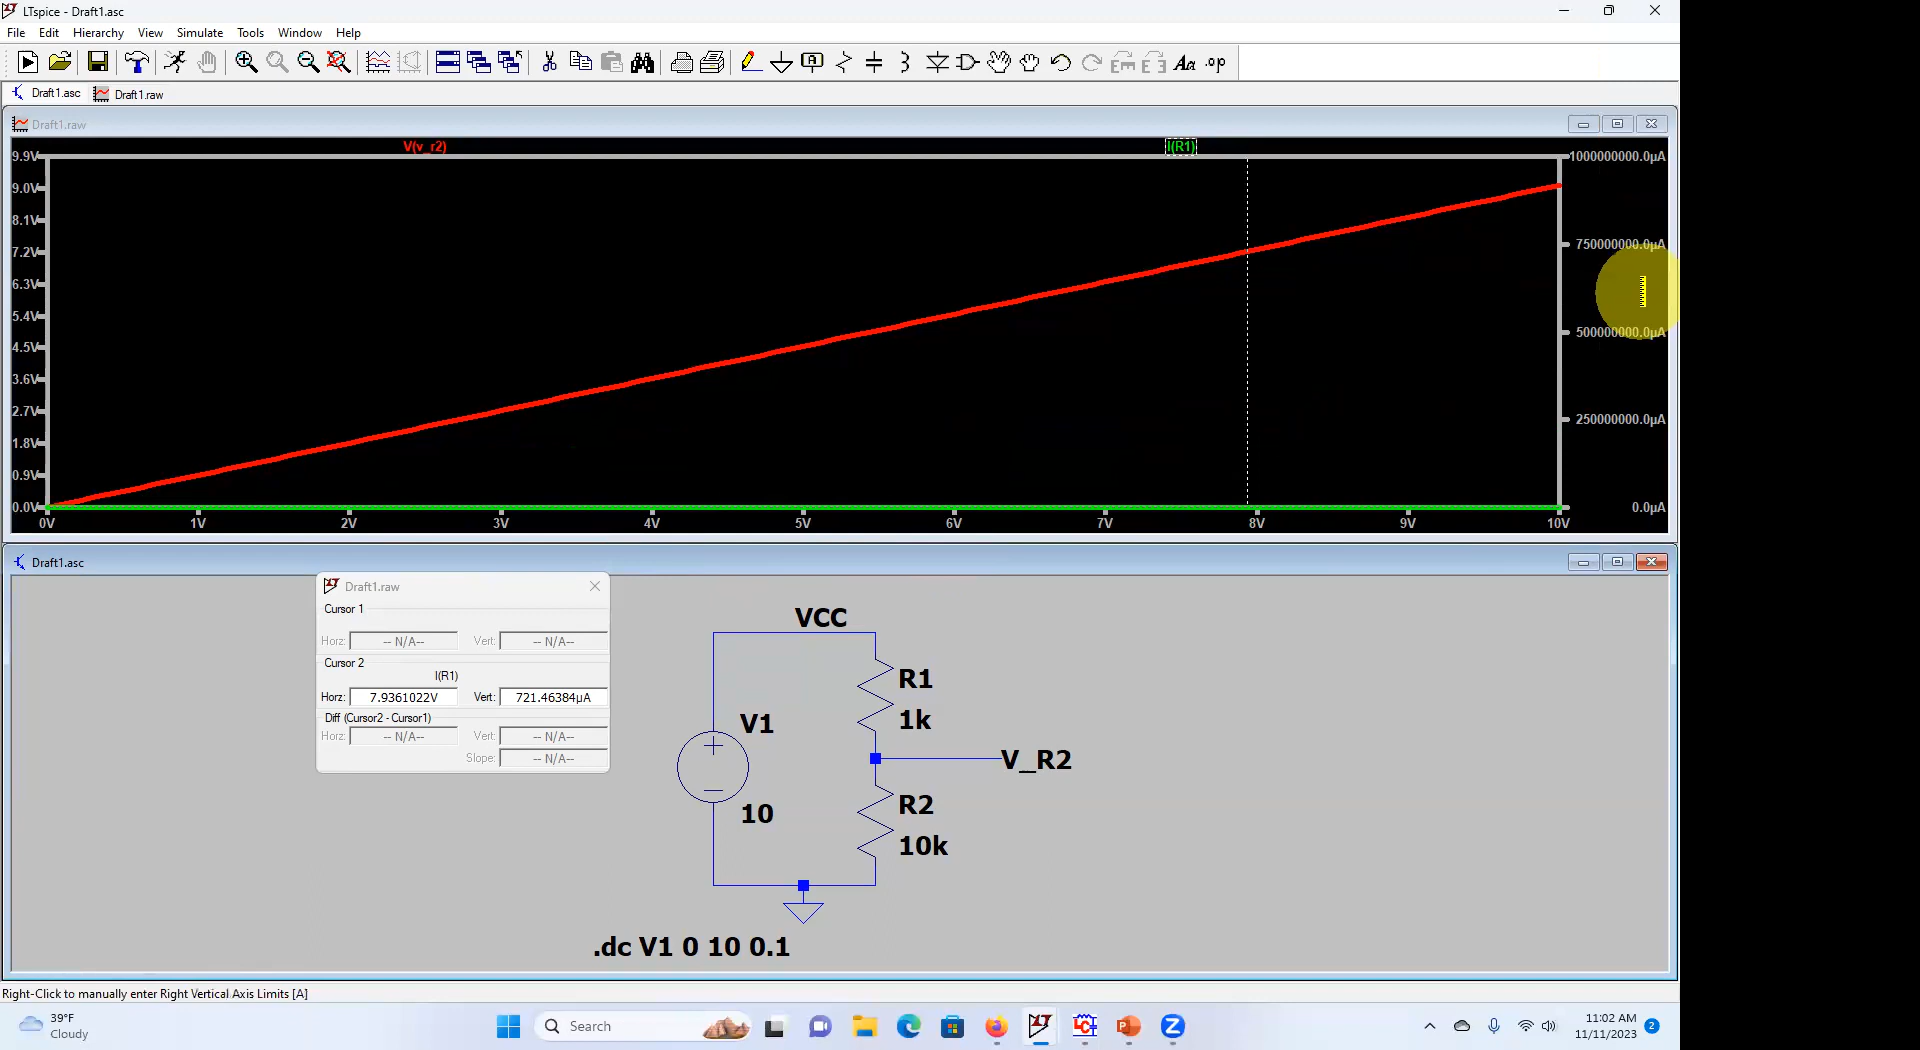 LTspice - Draft1.asc
File Edit Hierarchy View Simulate Tools Window Help
Draft1.asc Draft1.raw
Draft1.raw
V(v_r2) I(R1)
9.9V 1000000000.0µA
9.0V
8.1V
7.2V 750000000.0µA
6.3V
5.4V 500000000.0µA
4.5V
3.6V
2.7V 250000000.0µA
1.8V
0.9V
0.0V 0.0µA
0V 1V 2V 3V 4V 5V 6V 7V 8V 9V 10V
Draft1.asc
Draft1.raw
Cursor 1
Horz: -- N/A-- Vert: -- N/A--
Cursor 2
I(R1)
Horz: 7.9361022V Vert: 721.46384µA
Diff (Cursor2 - Cursor1)
Horz: -- N/A-- Vert: -- N/A--
Slope: -- N/A--
VCC
R1
1k
V1
V_R2
R2
10
10k
.dc V1 0 10 0.1
Right-Click to manually enter Right Vertical Axis Limits [A]
39°F
Cloudy
Search
11:02 AM
11/11/2023
2